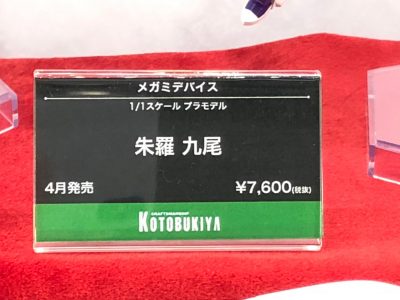 メガミデバイス
1/1スケール プラモデル
朱羅 九尾
4月発売 ¥7,600(税抜)
CRAFTSMANSHIP
KOTOBUKIYA